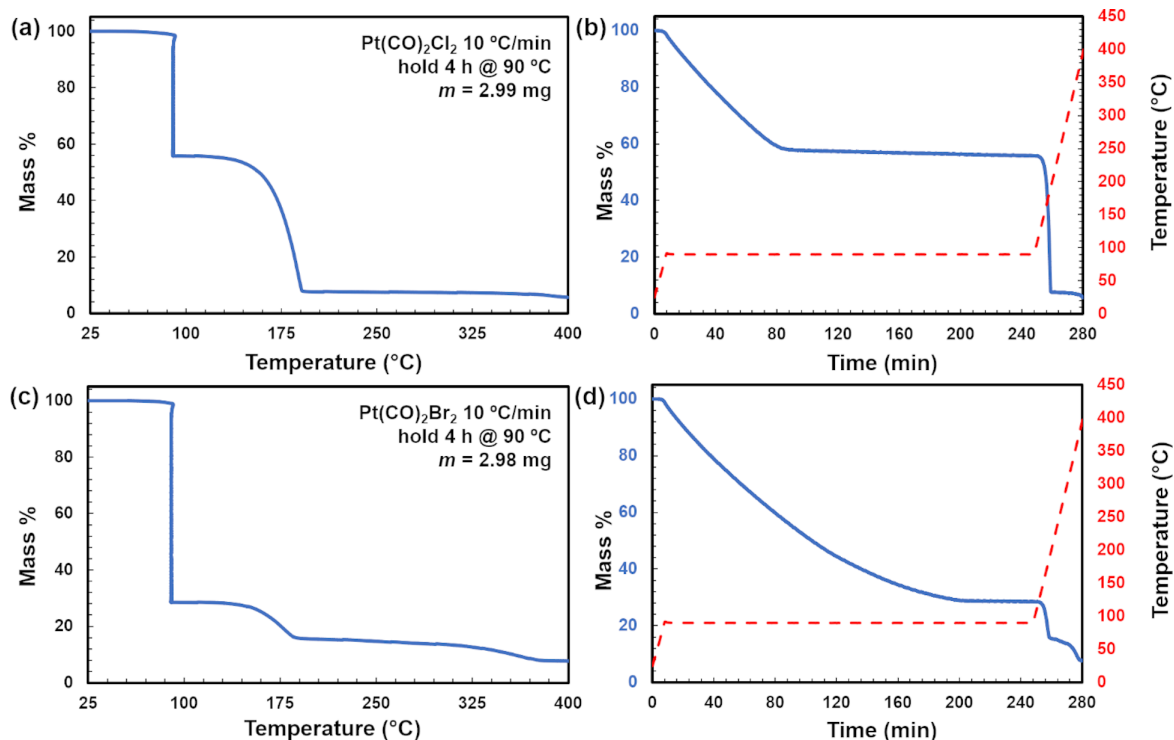 (a)
Mass %
100
80
60
40
20
0
Pt(CO)₂Cl₂ 10 ºC/min
hold 4 h @ 90 ºC
m = 2.99 mg
25 100 175 250 325 400
Temperature (°C)
(b)
Mass %
100
80
60
40
20
0
0 40 80 120 160 200 240 280
Time (min)
450
400
350
300
250
200
150
100
50
0
Temperature (°C)
(c)
Mass %
100
80
60
40
20
0
Pt(CO)₂Br₂ 10 ºC/min
hold 4 h @ 90 ºC
m = 2.98 mg
25 100 175 250 325 400
Temperature (°C)
(d)
Mass %
100
80
60
40
20
0
0 40 80 120 160 200 240 280
Time (min)
450
400
350
300
250
200
150
100
50
0
Temperature (°C)